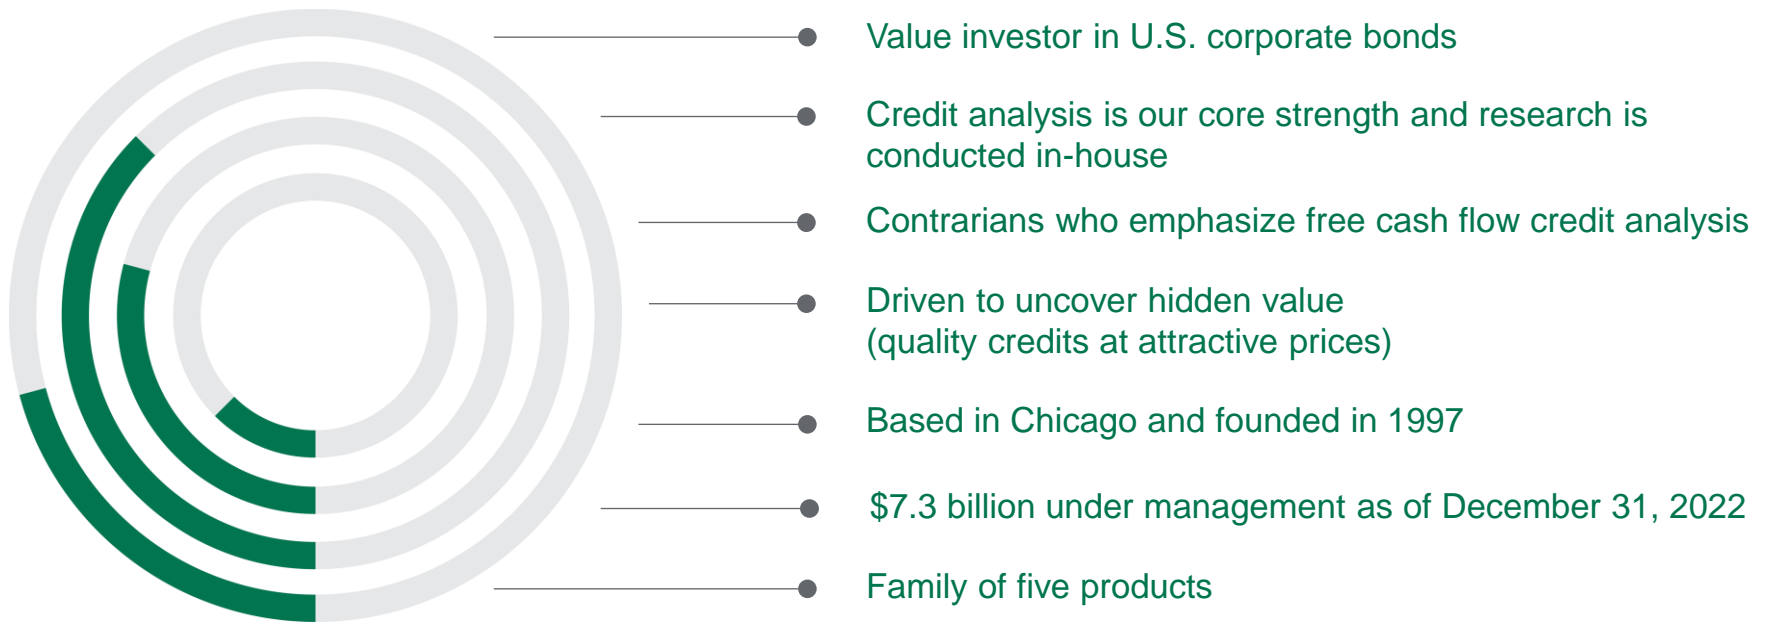 Value investor in U.S. corporate bonds
Credit analysis is our core strength and research is
conducted in-house
Contrarians who emphasize free cash flow credit analysis
Driven to uncover hidden value
(quality credits at attractive prices)
Based in Chicago and founded in 1997
$7.3 billion under management as of December 31, 2022
Family of five products